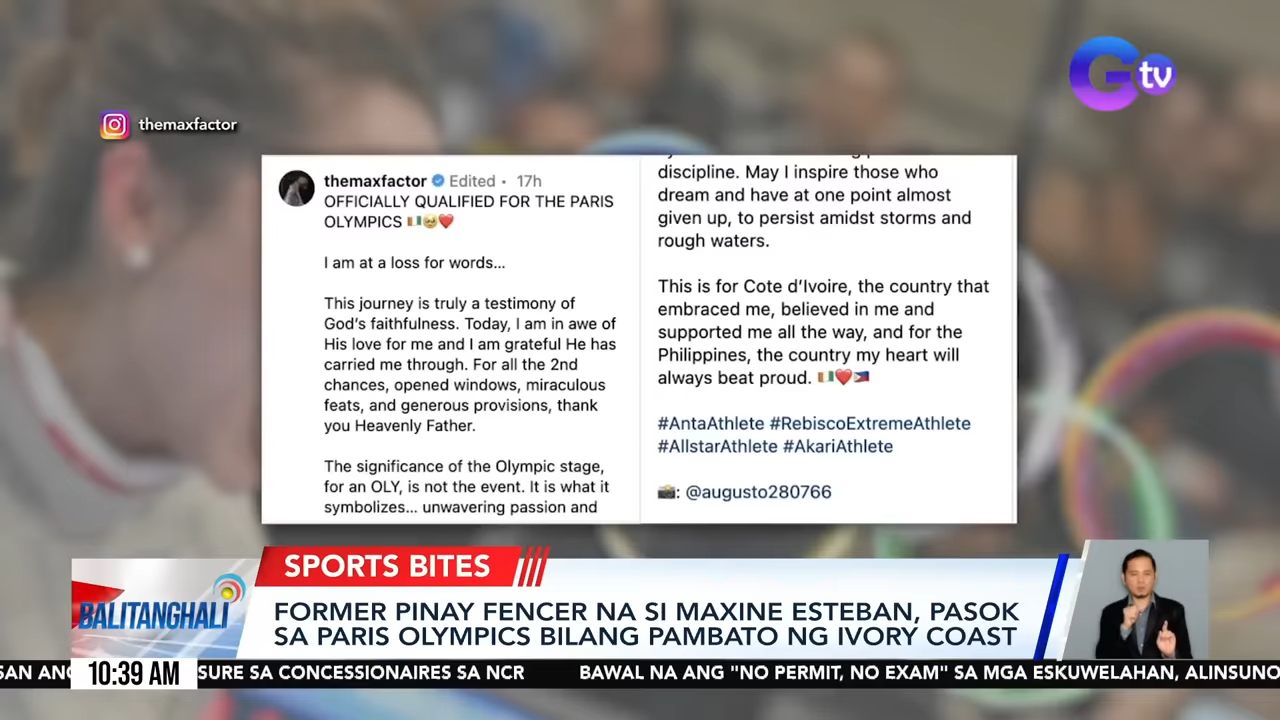 Gtv
themaxfactor
themaxfactor Edited • 17h
OFFICIALLY QUALIFIED FOR THE PARIS
OLYMPICS 🇨🇮🥹❤️
I am at a loss for words...
This journey is truly a testimony of
God's faithfulness. Today, I am in awe of
His love for me and I am grateful He has
carried me through. For all the 2nd
chances, opened windows, miraculous
feats, and generous provisions, thank
you Heavenly Father.
The significance of the Olympic stage,
for an OLY, is not the event. It is what it
symbolizes... unwavering passion and
discipline. May I inspire those who
dream and have at one point almost
given up, to persist amidst storms and
rough waters.
This is for Cote d'Ivoire, the country that
embraced me, believed in me and
supported me all the way, and for the
Philippines, the country my heart will
always beat proud. 🇨🇮❤️🇵🇭
#AntaAthlete #RebiscoExtremeAthlete
#AllstarAthlete #AkariAthlete
📸: @augusto280766
SPORTS BITES
BALITANGHALI
FORMER PINAY FENCER NA SI MAXINE ESTEBAN, PASOK
SA PARIS OLYMPICS BILANG PAMBATO NG IVORY COAST
10:39 AM
SURE SA CONCESSIONAIRES SA NCR BAWAL NA ANG "NO PERMIT, NO EXAM" SA MGA ESKUWELAHAN, ALINSUNO